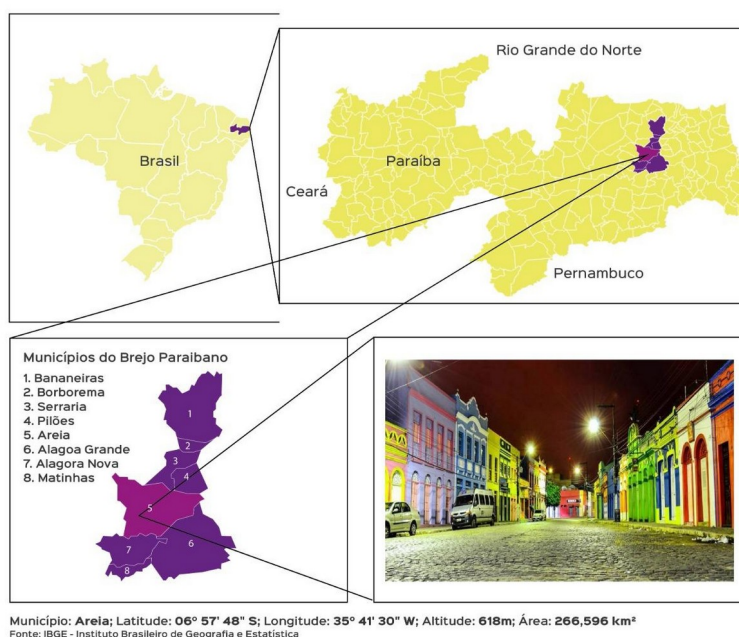 Brasil
Rio Grande do Norte
Paraíba
Ceará
Pernambuco
Municípios do Brejo Paraibano
1. Bananeiras
2. Borborema
3. Serraria
4. Pilões
5. Areia
6. Alagoa Grande
7. Alagora Nova
8. Matinhas
1
2
3
4
5
6
7
8
Município: Areia; Latitude: 06º 57' 48" S; Longitude: 35º 41' 30" W; Altitude: 618m; Área: 266,596 km²
Fonte: IBGE - Instituto Brasileiro de Geografia e Estatística